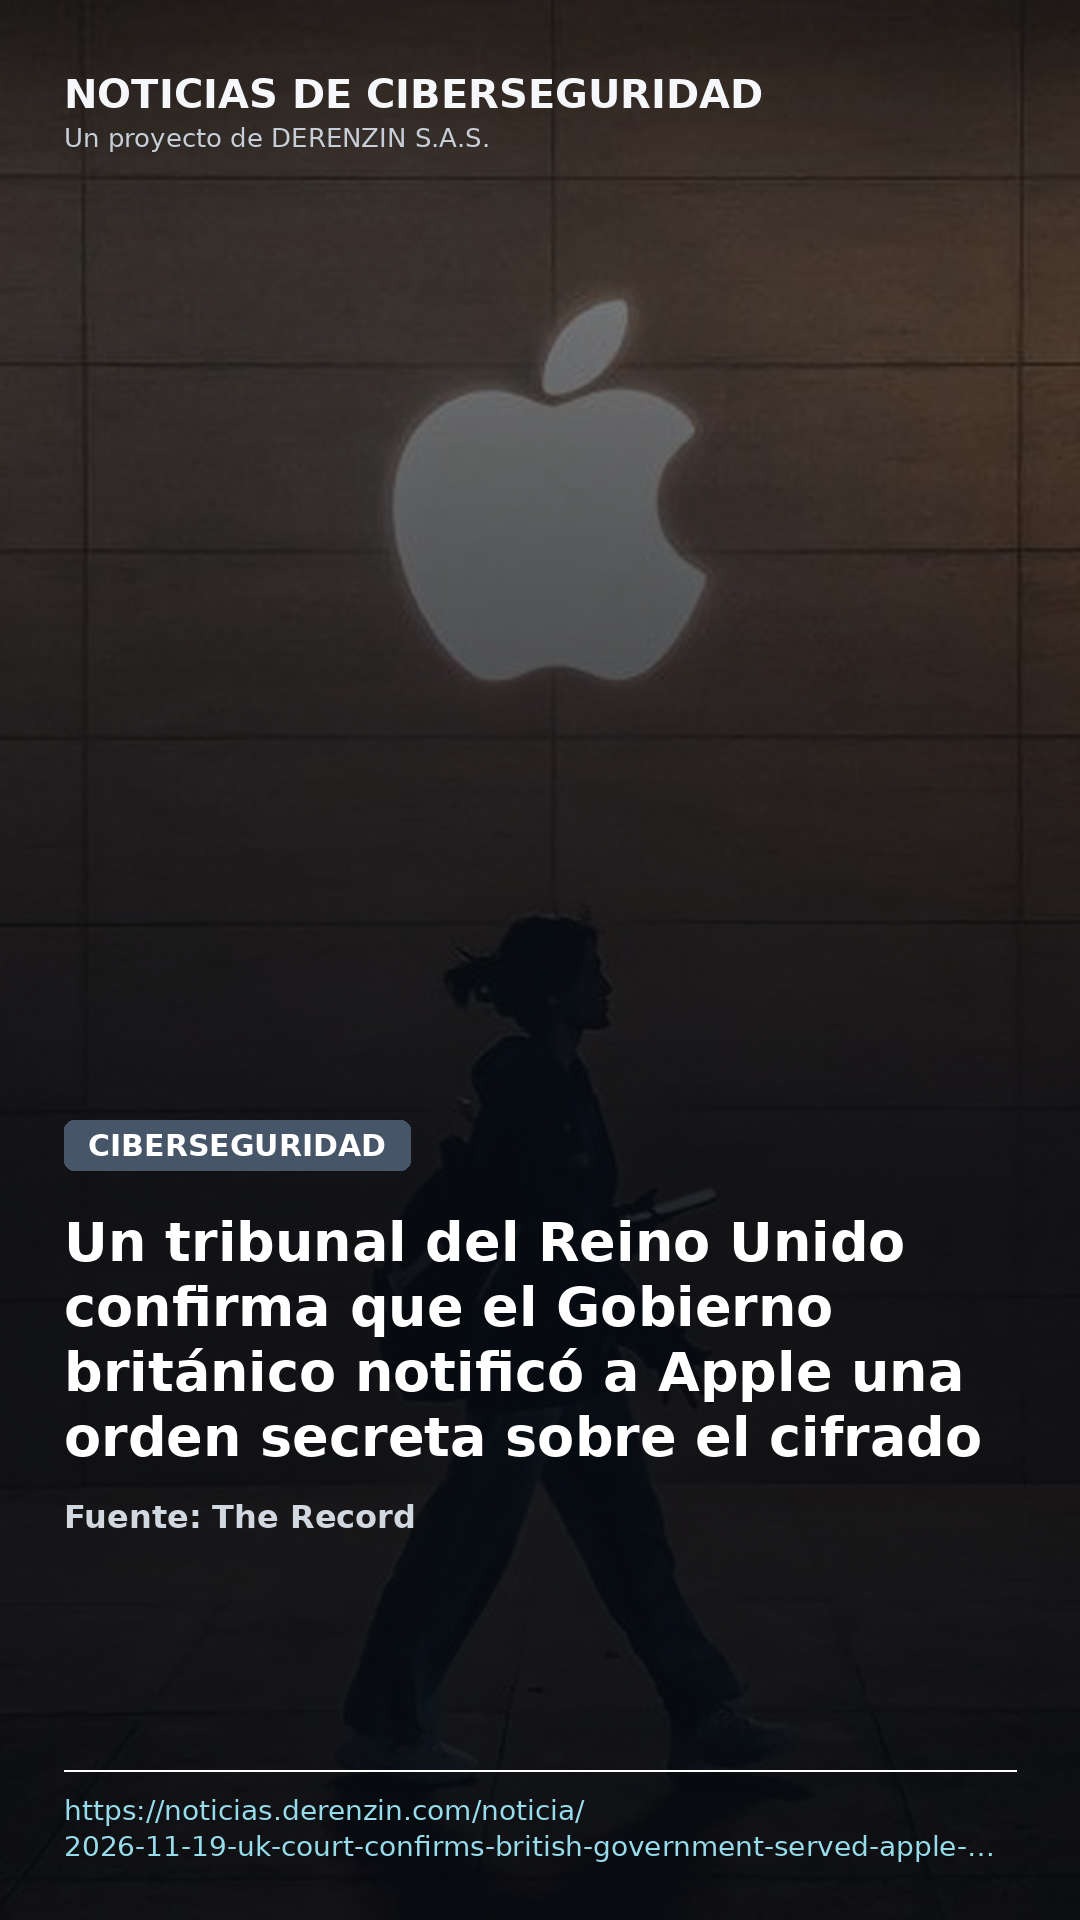 NOTICIAS DE CIBERSEGURIDAD
Un proyecto de DERENZIN S.A.S.
CIBERSEGURIDAD
Un tribunal del Reino Unido
confirma que el Gobierno
británico notificó a Apple una
orden secreta sobre el cifrado
Fuente: The Record
https://noticias.derenzin.com/noticia/
2026-11-19-uk-court-confirms-british-government-served-apple-...